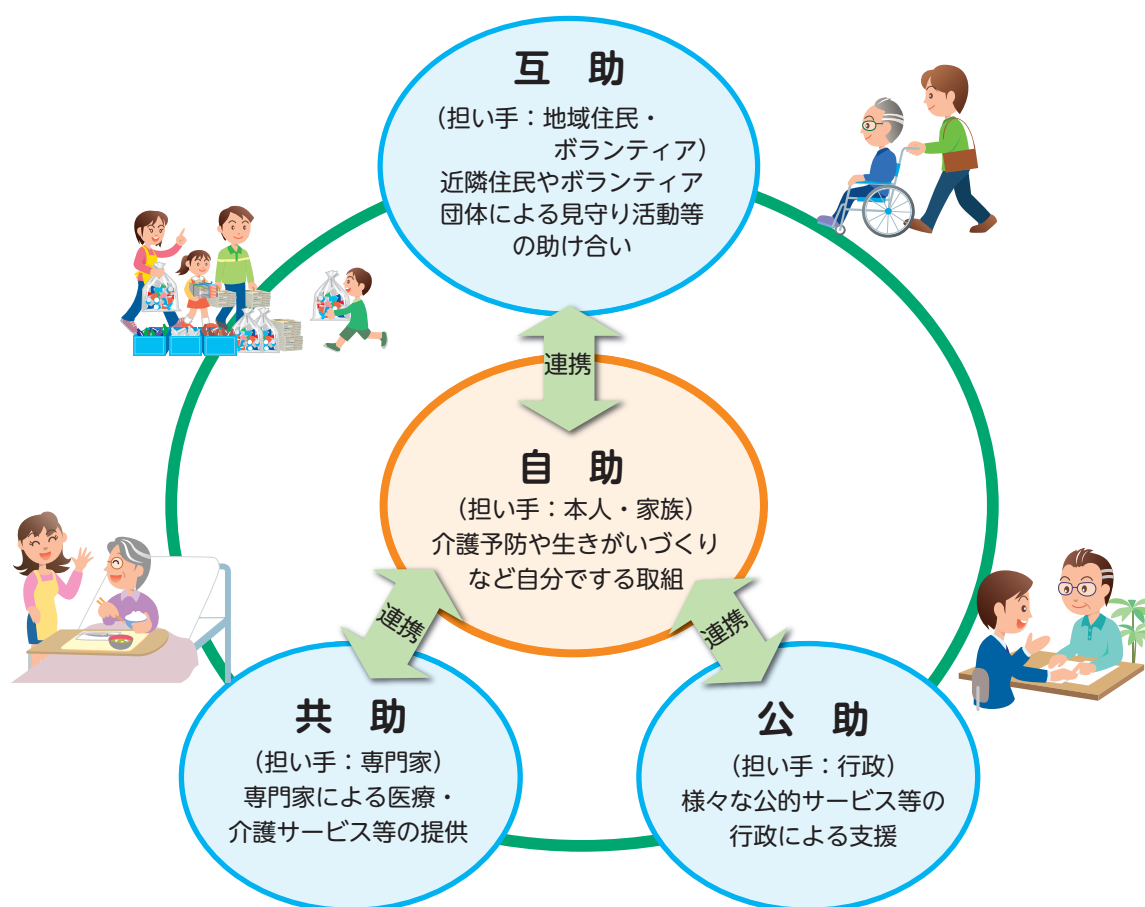 互　助
（担い手：地域住民・
ボランティア）
近隣住民やボランティア
団体による見守り活動等
の助け合い
連携
自　助
（担い手：本人・家族）
介護予防や生きがいづくり
など自分でする取組
連携
連携
共　助
（担い手：専門家）
専門家による医療・
介護サービス等の提供
公　助
（担い手：行政）
様々な公的サービス等の
行政による支援